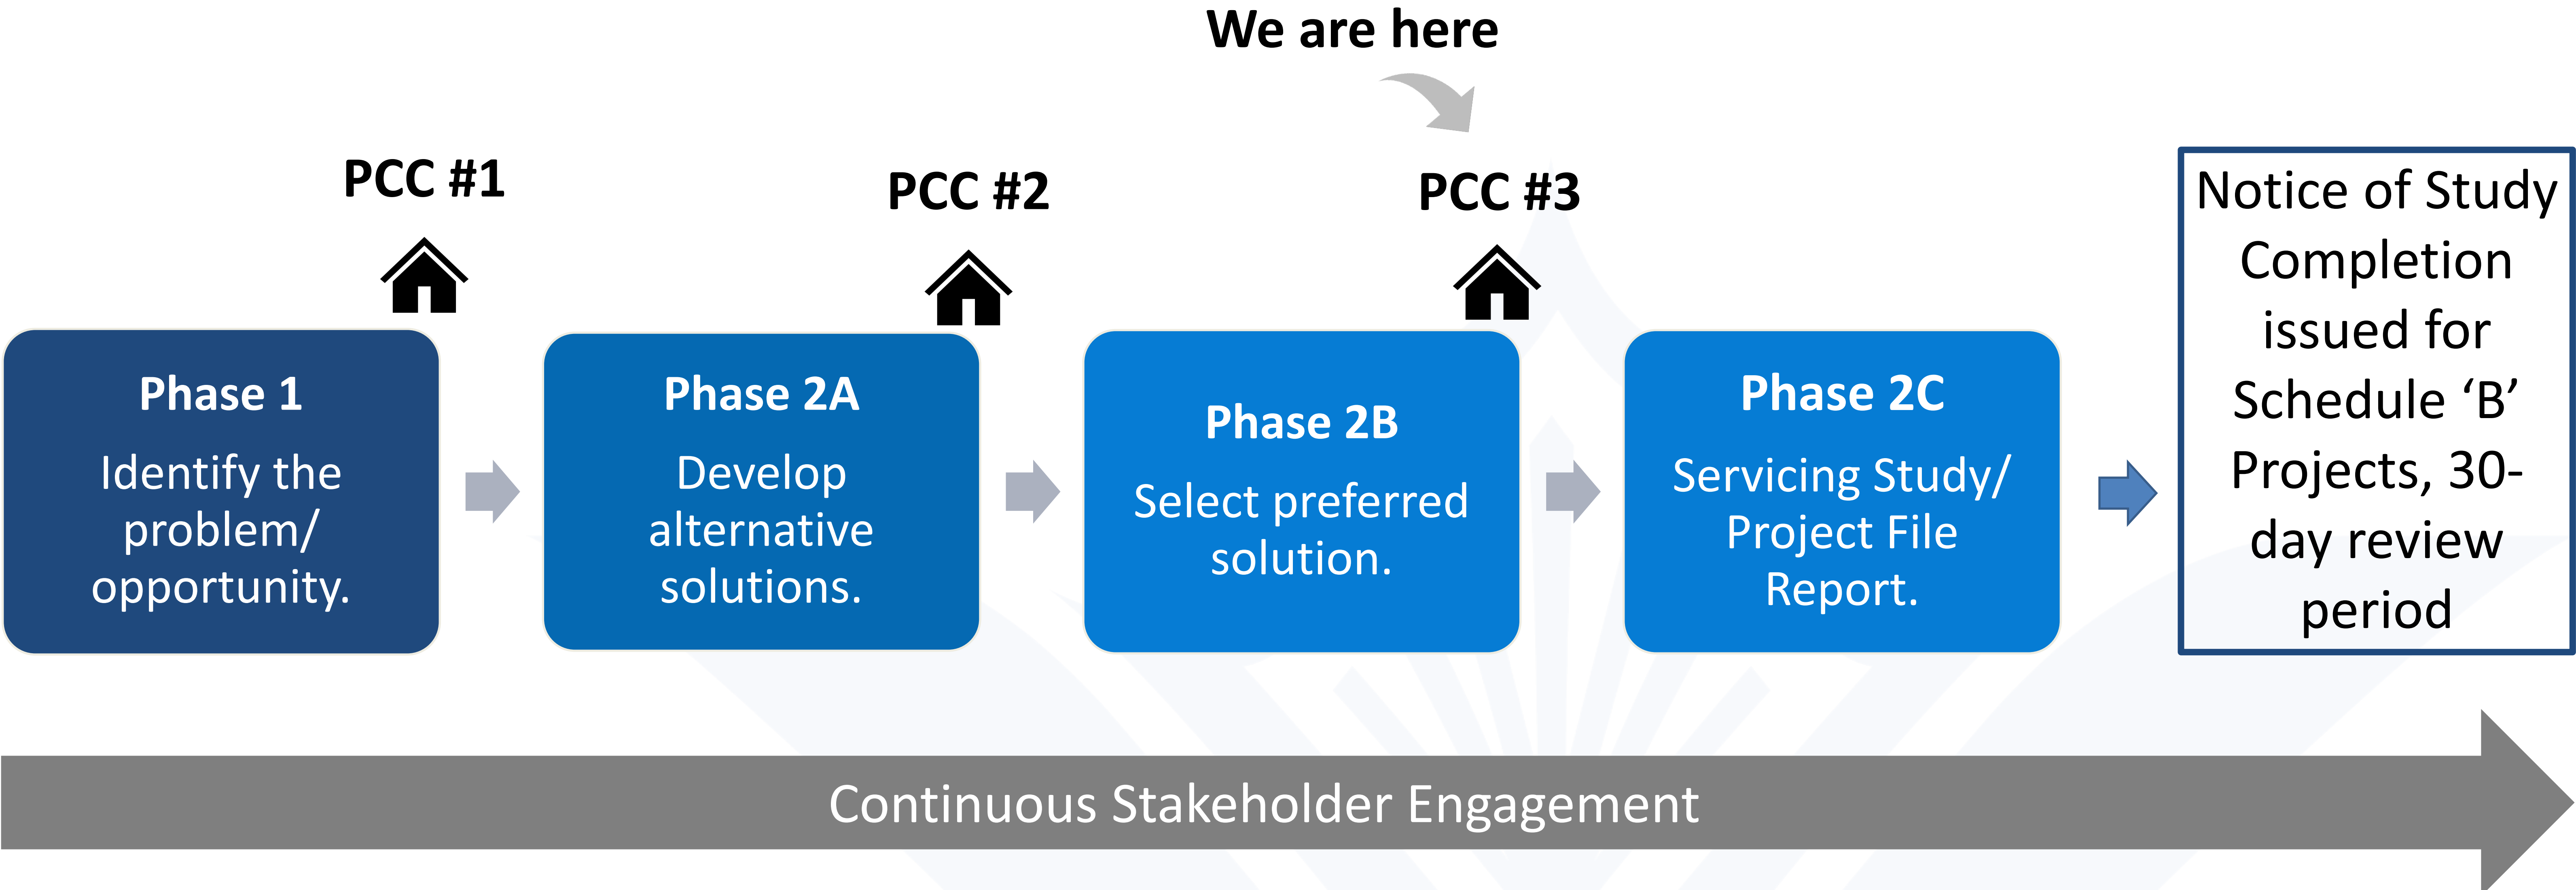 We are here
PCC #1
PCC #2
PCC #3
Phase 1
Identify the
problem/
opportunity.
Phase 2A
Develop
alternative
solutions.
Phase 2B
Select preferred
solution.
Phase 2C
Servicing Study/
Project File
Report.
Notice of Study
Completion
issued for
Schedule ‘B’
Projects, 30-
day review
period
Continuous Stakeholder Engagement